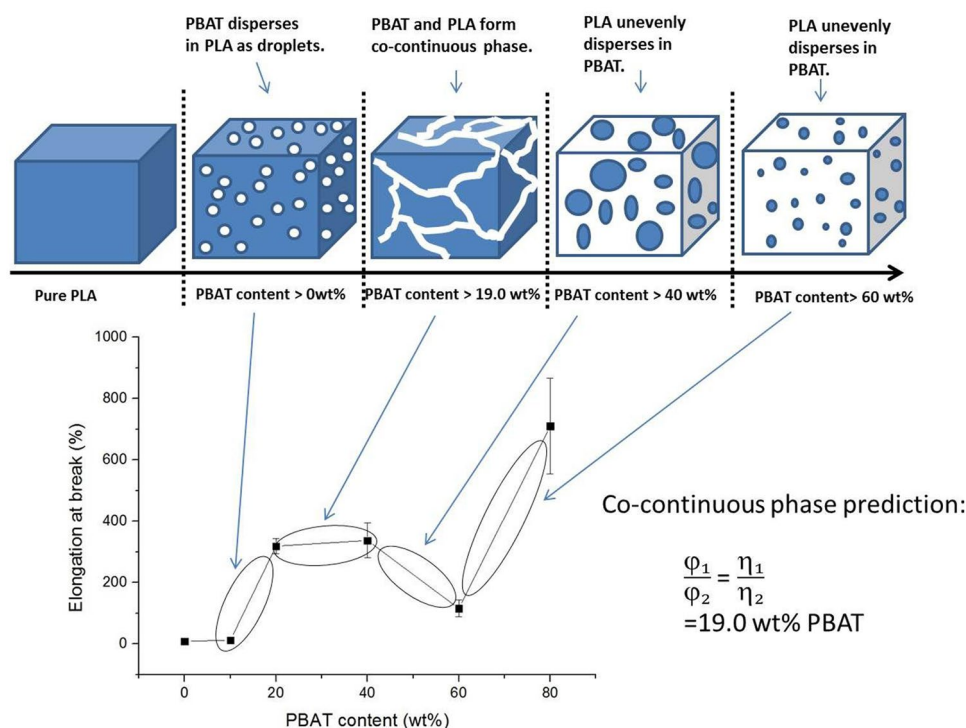 PBAT disperses
in PLA as droplets.
PBAT and PLA form
co-continuous phase.
PLA unevenly
disperses in
PBAT.
PLA unevenly
disperses in
PBAT.
Pure PLA
PBAT content > 0wt%
PBAT content > 19.0 wt%
PBAT content > 40 wt%
PBAT content> 60 wt%
1000
800
600
400
200
0
Elongation at break (%)
0
20
40
60
80
PBAT content (wt%)
Co-continuous phase prediction:
φ₁/φ₂ = η₁/η₂
=19.0 wt% PBAT